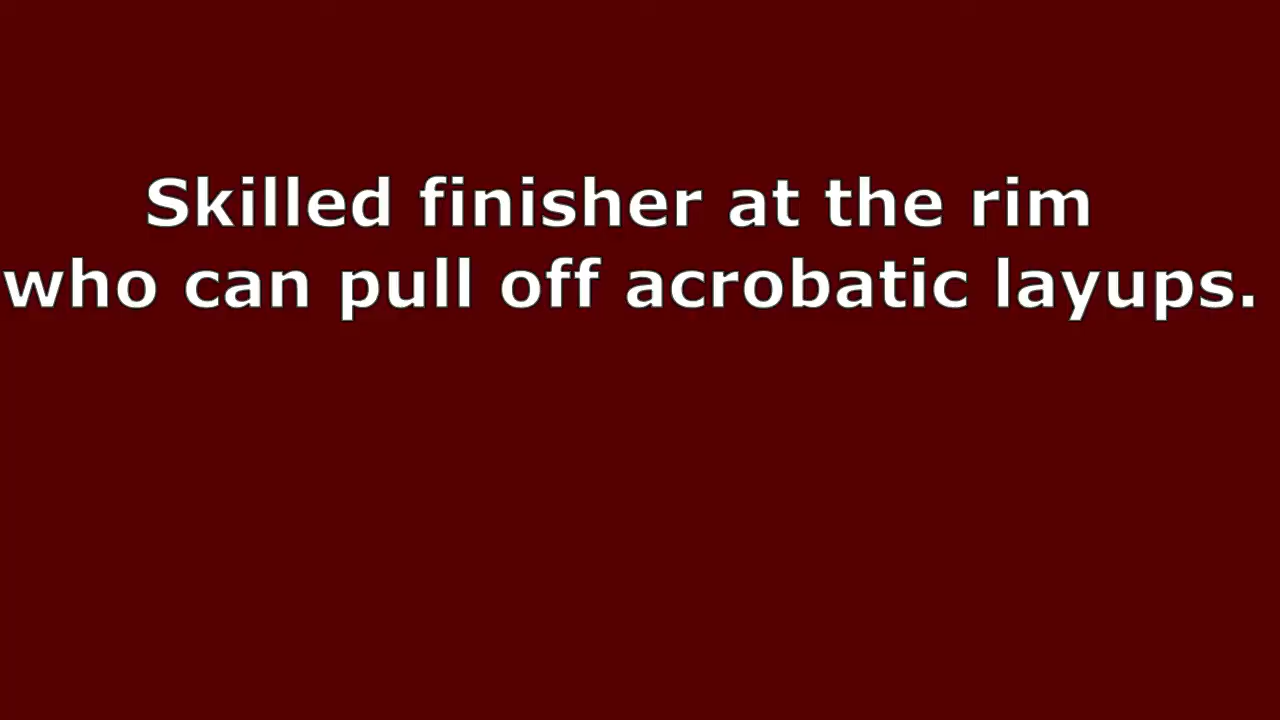 Skilled finisher at the rim
who can pull off acrobatic layups.